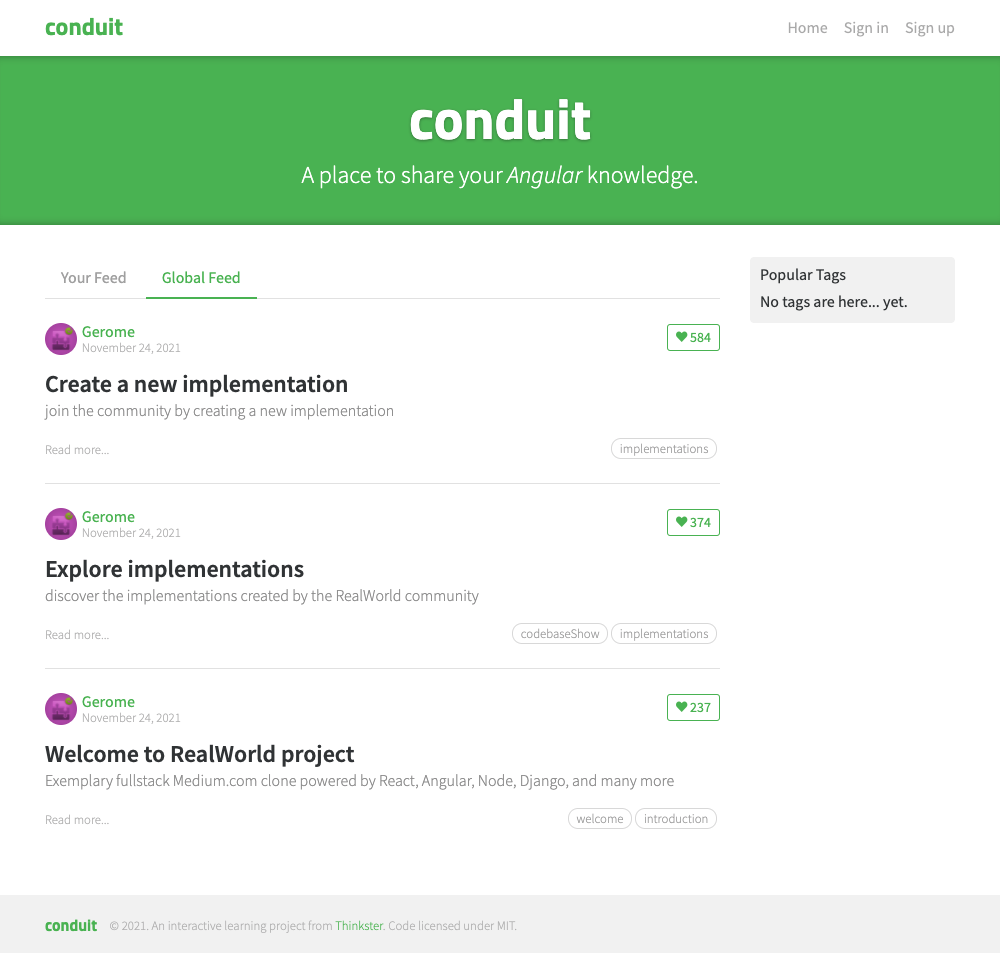 conduit
Home Sign in Sign up
conduit
A place to share your Angular knowledge.
Your Feed Global Feed
Gerome
November 24, 2021
584
Create a new implementation
join the community by creating a new implementation
Read more...
implementations
Gerome
November 24, 2021
374
Explore implementations
discover the implementations created by the RealWorld community
Read more...
codebaseShow implementations
Gerome
November 24, 2021
237
Welcome to RealWorld project
Exemplary fullstack Medium.com clone powered by React, Angular, Node, Django, and many more
Read more...
welcome introduction
Popular Tags
No tags are here... yet.
conduit © 2021. An interactive learning project from Thinkster. Code licensed under MIT.